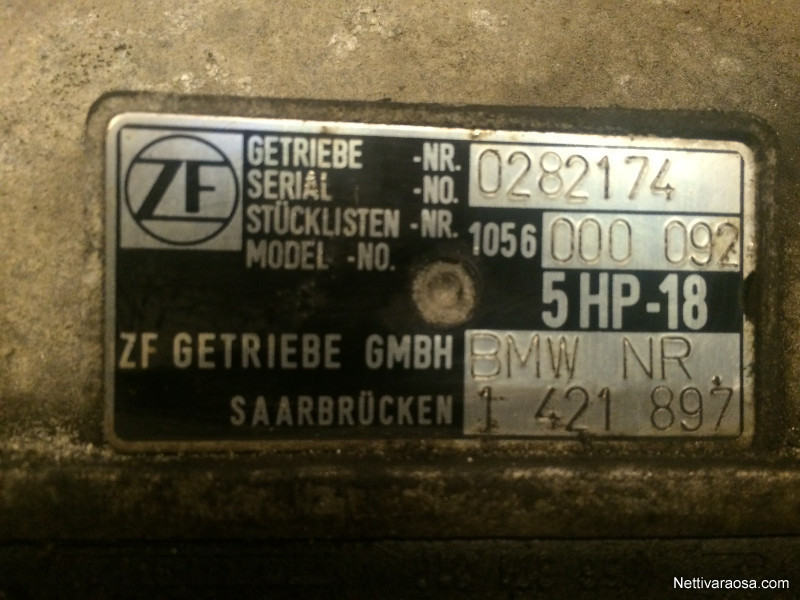 ZF
GETRIEBE -NR. 0282174
SERIAL -NO.
STÜCKLISTEN -NR. 1056 000 092
MODEL -NO.
5 HP-18
ZF GETRIEBE GMBH BMW NR.
SAARBRÜCKEN 1 421 897
Nettivaraosa.com